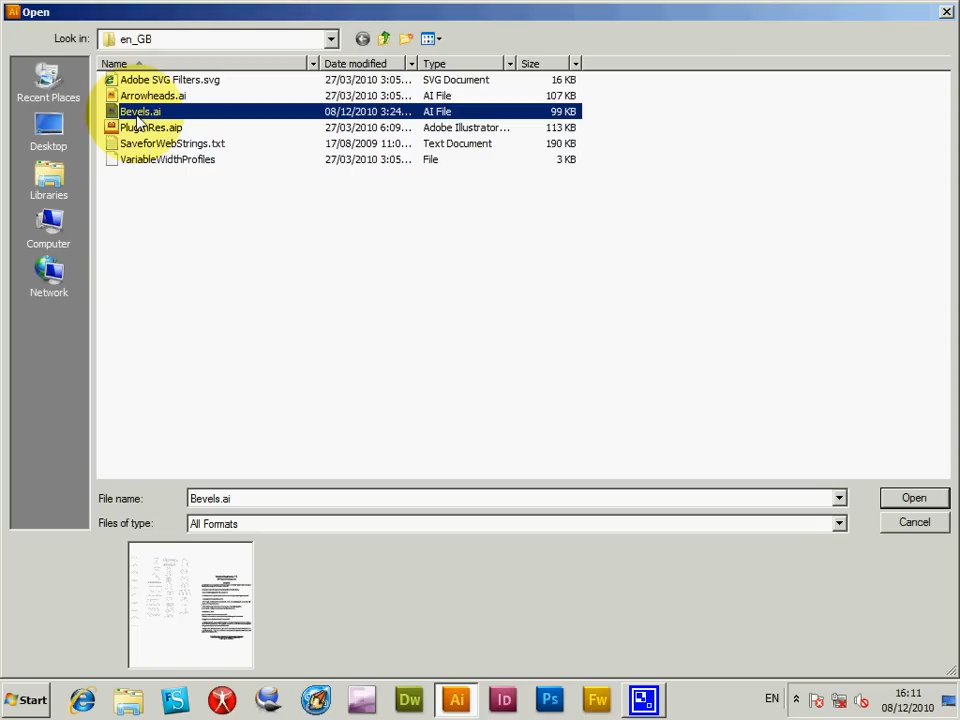 Ai Open
Look in: en_GB
Name Date modified Type Size
Adobe SVG Filters.svg 27/03/2010 3:05... SVG Document 16 KB
Arrowheads.ai 27/03/2010 3:05... AI File 107 KB
Bevels.ai 08/12/2010 3:24... AI File 99 KB
PluginRes.aip 27/03/2010 6:09... Adobe Illustrator... 113 KB
SaveforWebStrings.txt 17/08/2009 11:0... Text Document 190 KB
VariableWidthProfiles 27/03/2010 3:05... File 3 KB
Recent Places
Desktop
Libraries
Computer
Network
File name: Bevels.ai Open
Files of type: All Formats Cancel
Start FS Dw Ai Id Ps Fw EN 16:11
08/12/2010